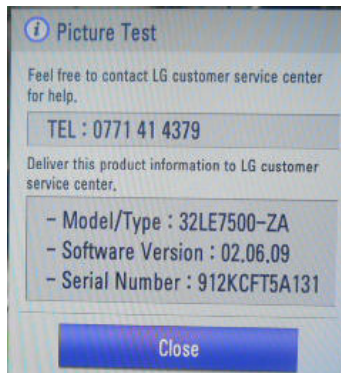 i Picture Test
Feel free to contact LG customer service center
for help.
TEL : 0771 41 4379
Deliver this product information to LG customer
service center.
- Model/Type : 32LE7500-ZA
- Software Version : 02.06.09
- Serial Number : 912KCFT5A131
Close